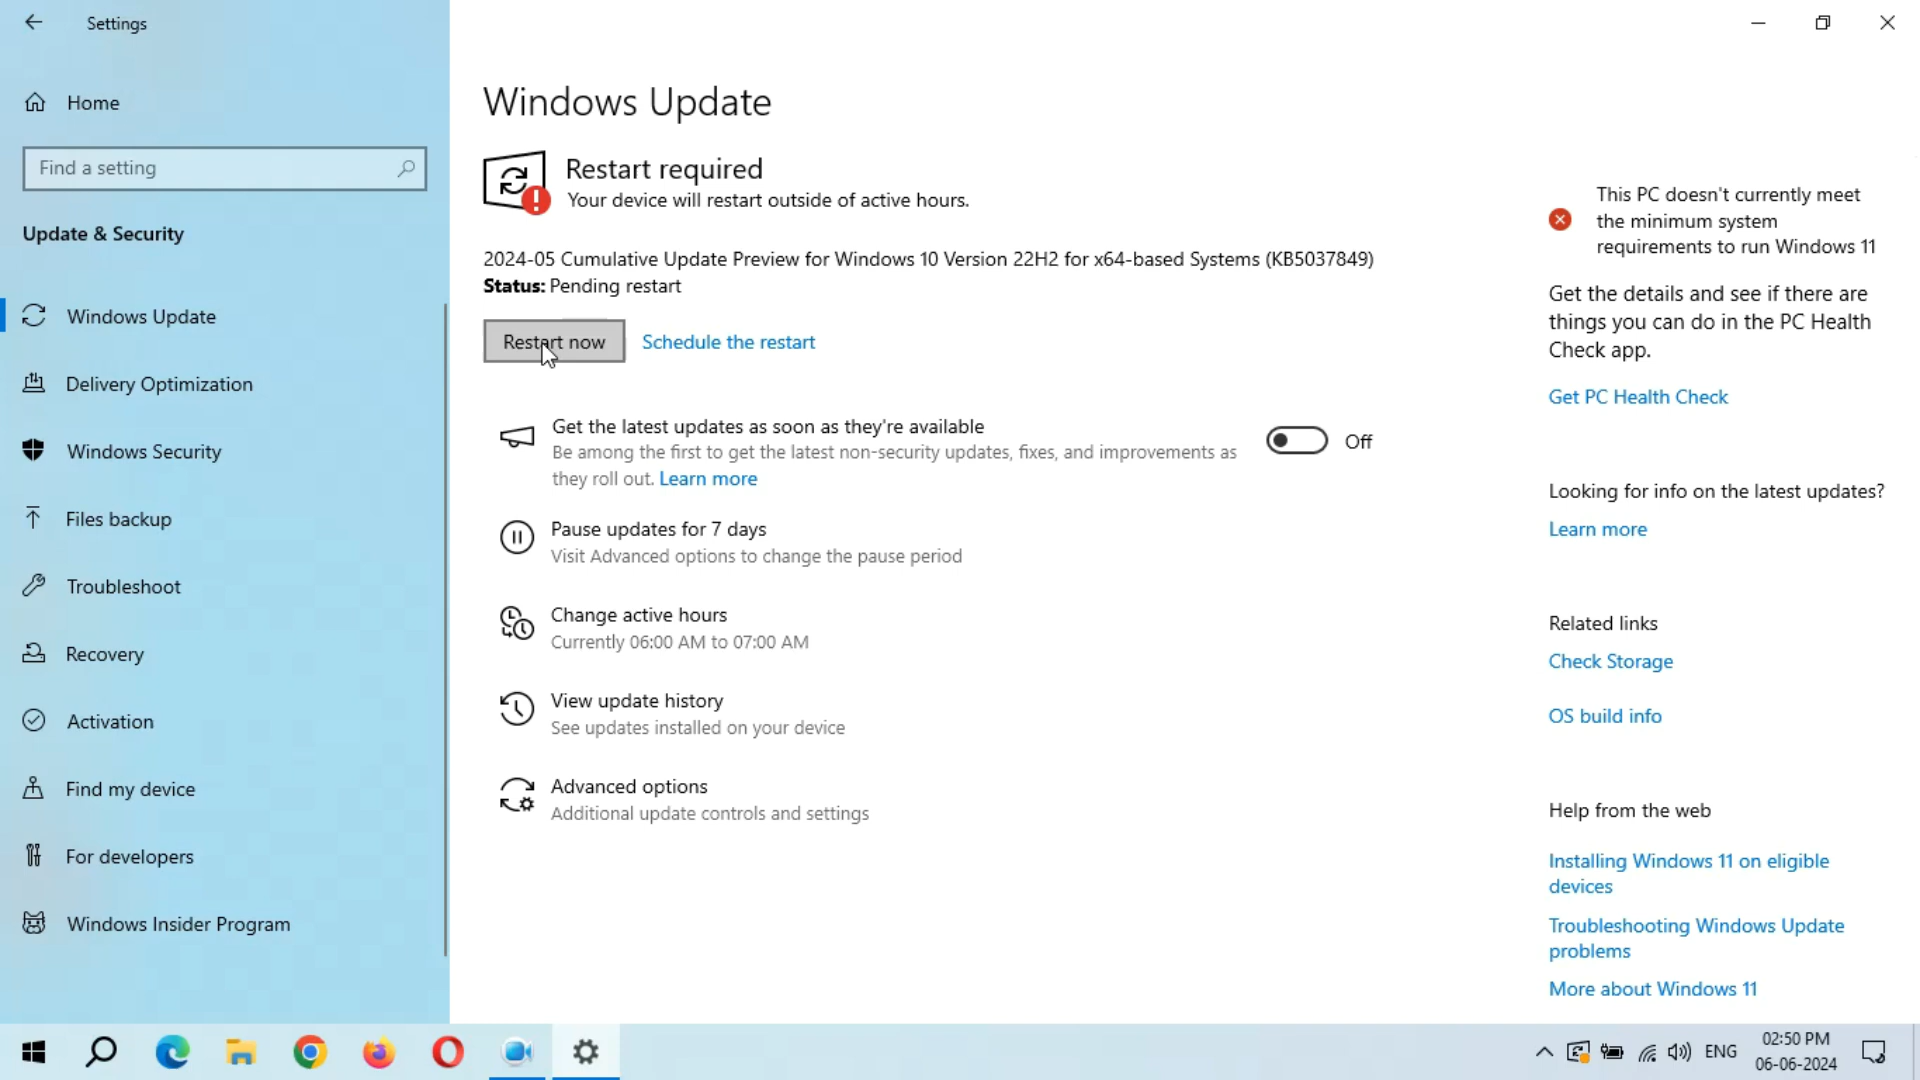 Settings
Home
Find a setting
Update & Security
Windows Update
Delivery Optimization
Windows Security
Files backup
Troubleshoot
Recovery
Activation
Find my device
For developers
Windows Insider Program
Windows Update
Restart required
Your device will restart outside of active hours.
2024-05 Cumulative Update Preview for Windows 10 Version 22H2 for x64-based Systems (KB5037849)
Status: Pending restart
Restart now
Schedule the restart
Get the latest updates as soon as they're available
Be among the first to get the latest non-security updates, fixes, and improvements as
they roll out. Learn more
Off
Pause updates for 7 days
Visit Advanced options to change the pause period
Change active hours
Currently 06:00 AM to 07:00 AM
View update history
See updates installed on your device
Advanced options
Additional update controls and settings
This PC doesn't currently meet
the minimum system
requirements to run Windows 11
Get the details and see if there are
things you can do in the PC Health
Check app.
Get PC Health Check
Looking for info on the latest updates?
Learn more
Related links
Check Storage
OS build info
Help from the web
Installing Windows 11 on eligible
devices
Troubleshooting Windows Update
problems
More about Windows 11
ENG
02:50 PM
06-06-2024